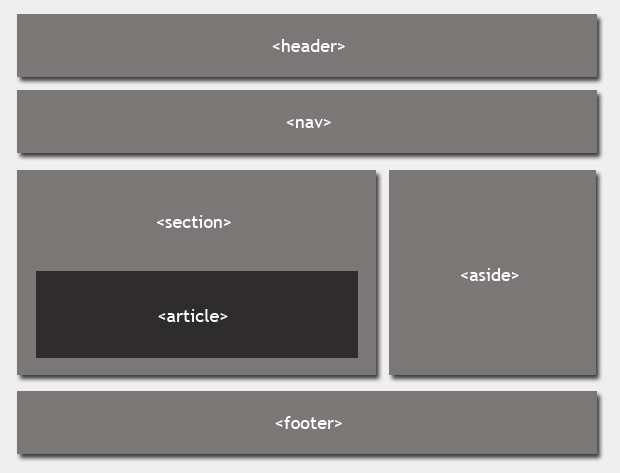 <header>
<nav>
<section>
<article>
<aside>
<footer>